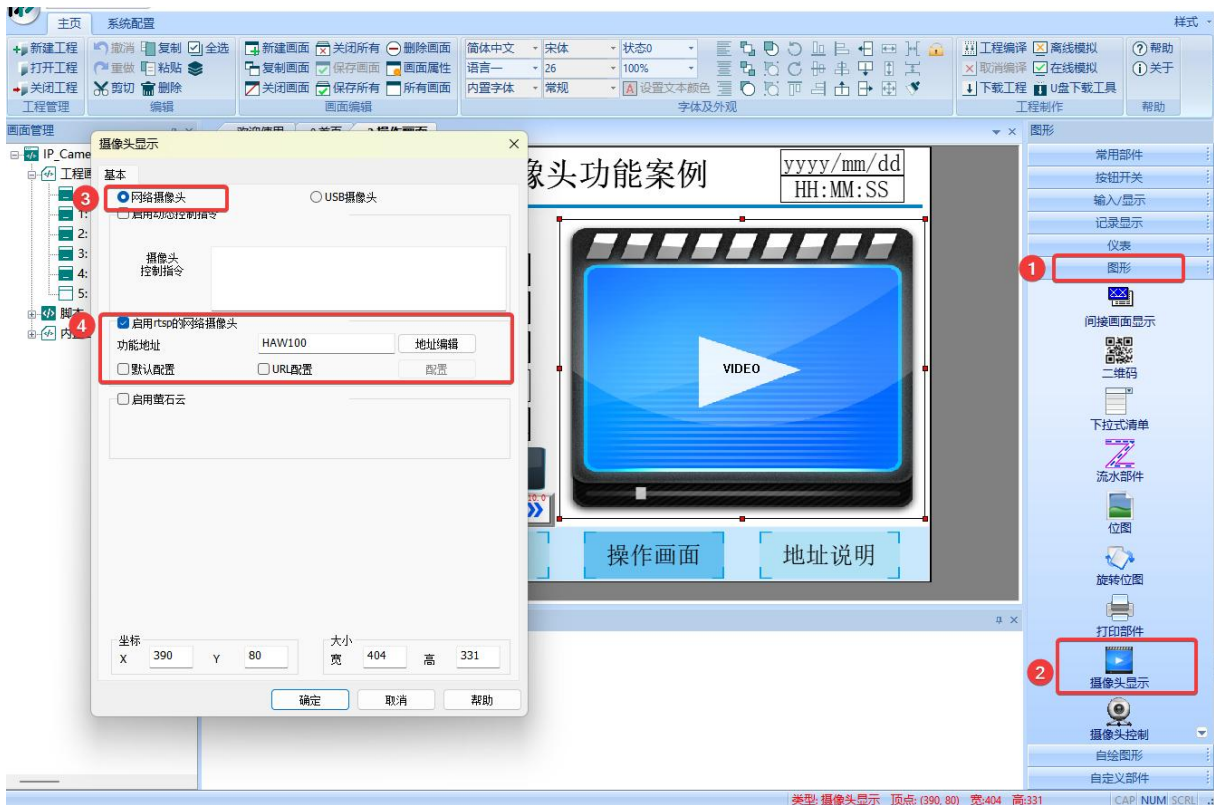 主页 系统配置 样式
新建工程 撤消 复制 全选 新建画面 关闭所有 删除画面 简体中文 宋体 状态0 工程编译 离线模拟 帮助
打开工程 重做 粘贴 复制画面 保存画面 画面属性 语言一 26 100% 取消编译 在线模拟 关于
关闭工程 剪切 删除 关闭画面 保存所有 所有画面 内置字体 常规 A 设置文本颜色 下载工程 U盘下载工具
工程管理 编辑 画面编辑 字体及外观 工程制作 帮助
画面管理
IP_Came
工程画
1:
2:
3:
4:
5:
脚本
摄像头显示
基本
3
网络摄像头 USB摄像头
启用动态控制指令
摄像头
控制指令
4
启用rtsp的网络摄像头
功能地址 HAW100 地址编辑
默认配置 URL配置 配置
启用萤石云
坐标
X 390 Y 80
大小
宽 404 高 331
确定 取消 帮助
像头功能案例
yyyy/mm/dd
HH:MM:SS
VIDEO
操作画面 地址说明
图形
常用部件
按钮开关
输入/显示
记录显示
仪表
1
图形
间接画面显示
二维码
下拉式清单
流水部件
位图
旋转位图
打印部件
2
摄像头显示
摄像头控制
自绘图形
自定义部件
类型: 摄像头显示 顶点: (390, 80) 宽:404 高:331 CAP NUM SCRL